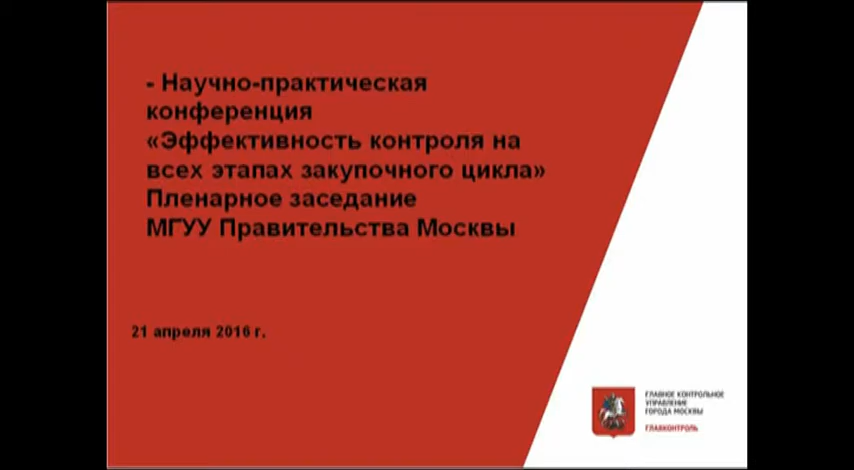 - Научно-практическая
конференция
«Эффективность контроля на
всех этапах закупочного цикла»
Пленарное заседание
МГУУ Правительства Москвы
21 апреля 2016 г.
ГЛАВНОЕ КОНТРОЛЬНОЕ
УПРАВЛЕНИЕ
ГОРОДА МОСКВЫ
ГЛАВКОНТРОЛЬ